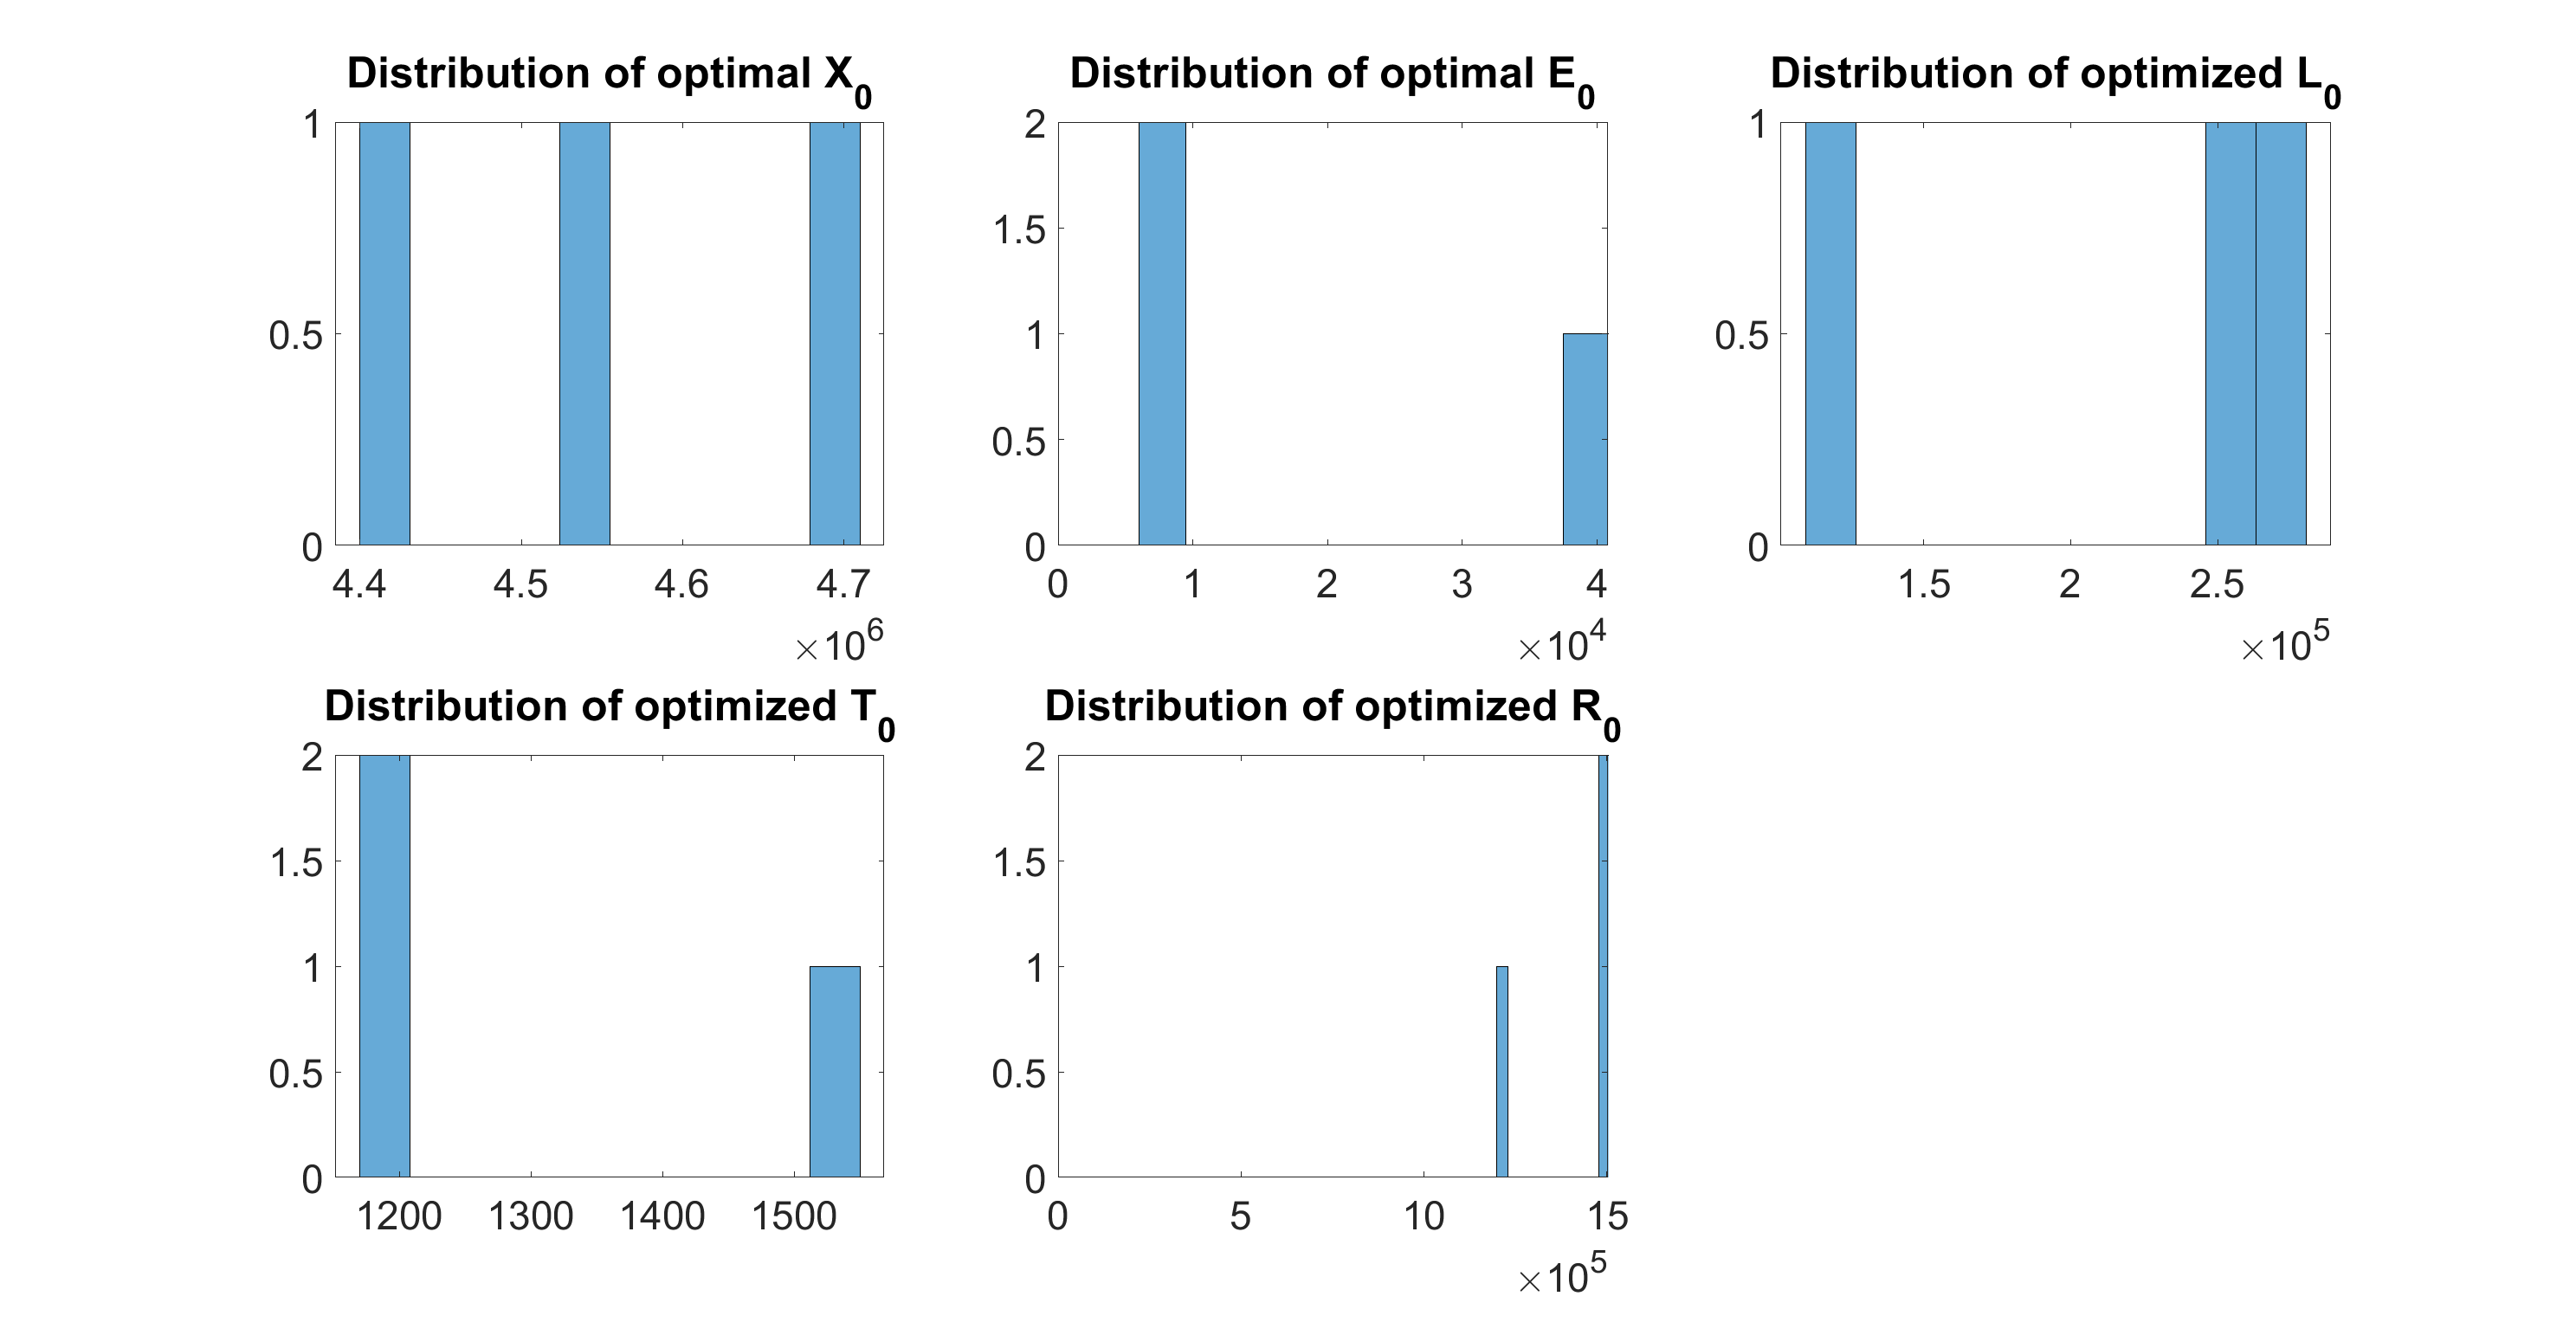 Distribution of optimal X0
1
0.5
0
4.4 4.5 4.6 4.7
×10^6
Distribution of optimal E0
2
1.5
1
0.5
0
0 1 2 3 4
×10^4
Distribution of optimized L0
1
0.5
0
1.5 2 2.5
×10^5
Distribution of optimized T0
2
1.5
1
0.5
0
1200 1300 1400 1500
Distribution of optimized R0
2
1.5
1
0.5
0
0 5 10 15
×10^5